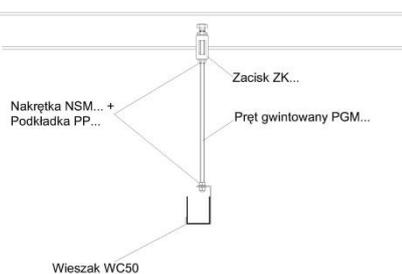 Zacisk ZK...
Nakrętka NSM... +
Podkładka PP...
Pręt gwintowany PGM...
Wieszak WC50